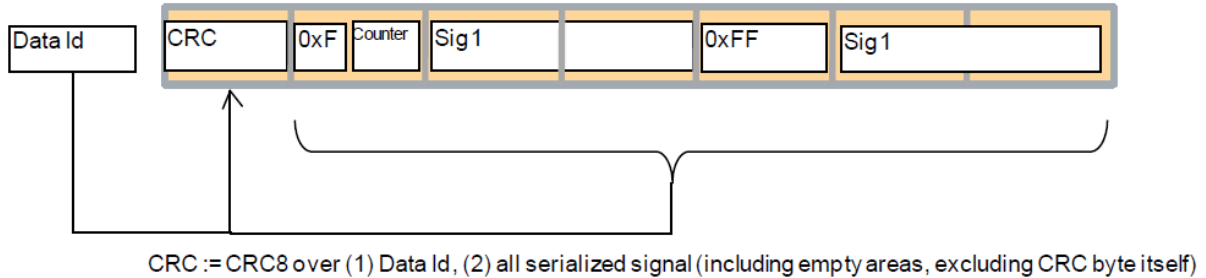 Data Id
CRC
0xF
Counter
Sig1
0xFF
Sig1
CRC := CRC8 over (1) Data Id, (2) all serialized signal (including empty areas, excluding CRC byte itself)